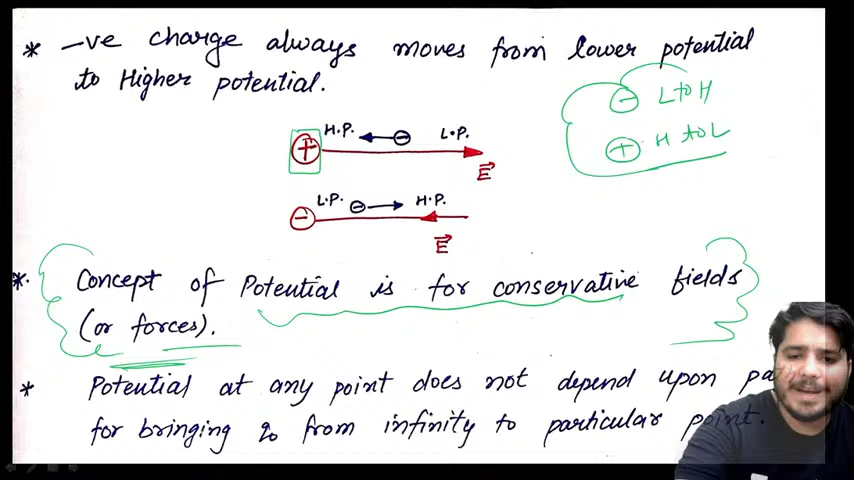 * -ve charge always moves from lower potential
to Higher potential.
⊖ L to H
⊕ H to L
H.P. ⊖ L.P.
+
E
L.P. ⊖ H.P.
-
E
*. Concept of Potential is for conservative fields
(or forces).
* Potential at any point does not depend upon
for bringing q₀ from infinity to particular point.